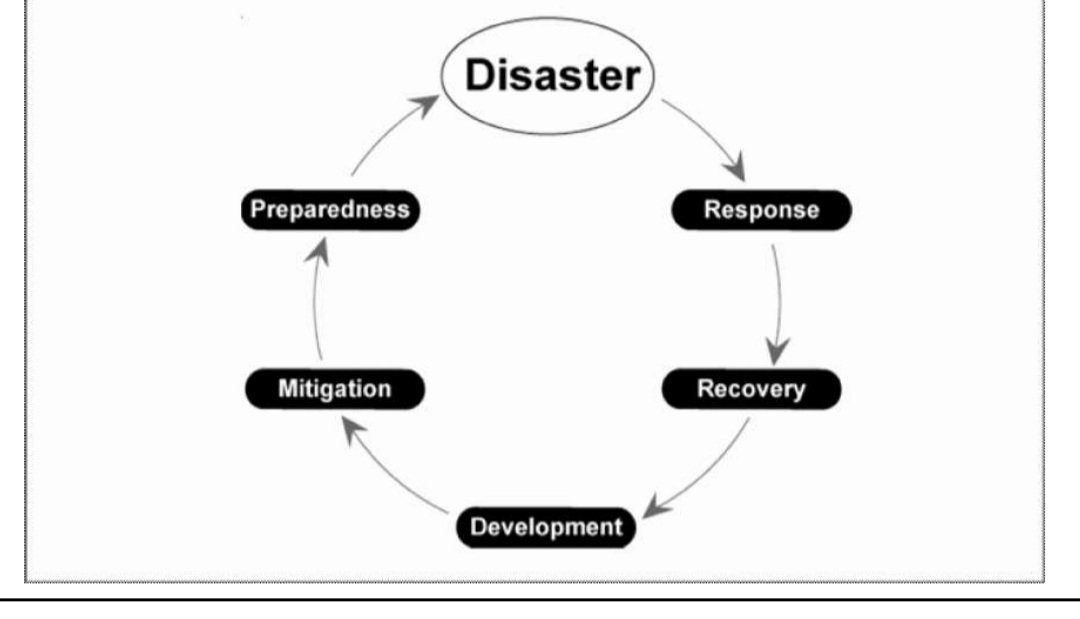 Disaster
Preparedness
Response
Mitigation
Recovery
Development